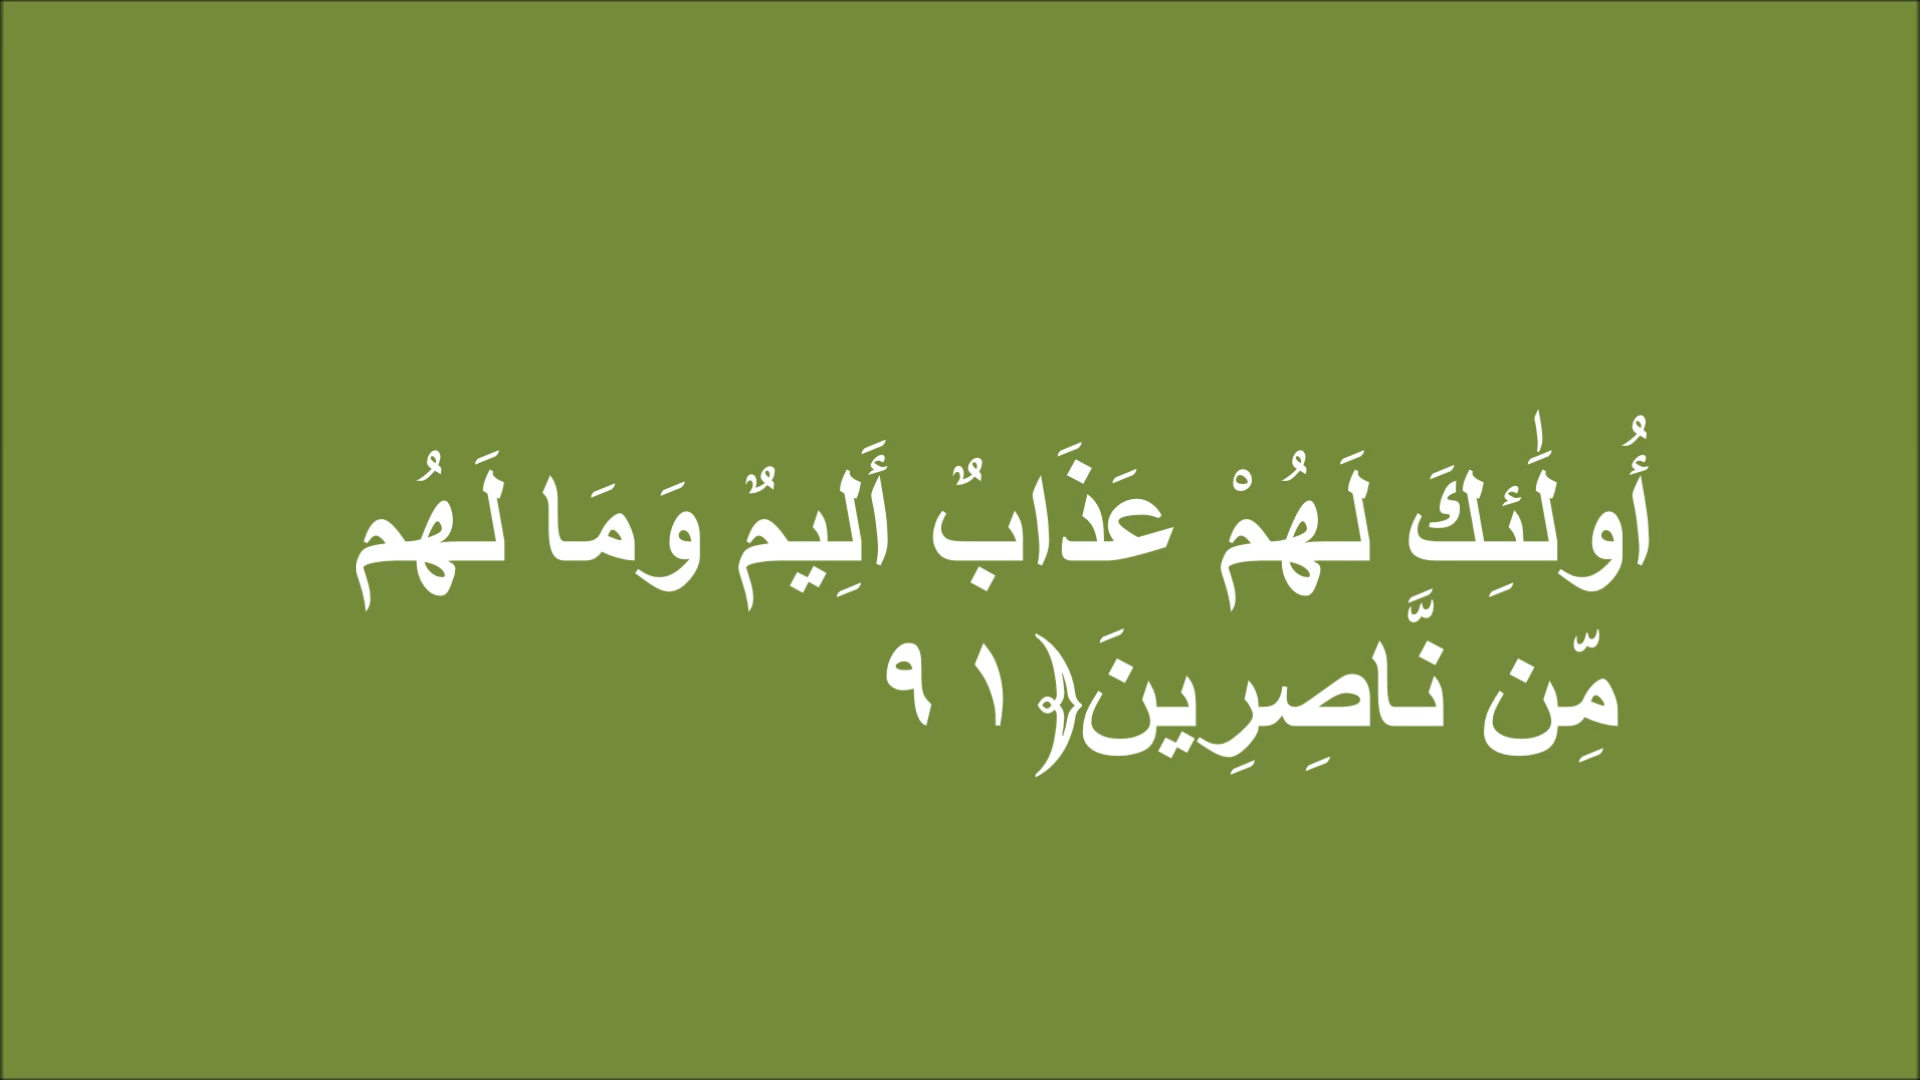 أُولَٰئِكَ لَهُمْ عَذَابٌ أَلِيمٌ وَمَا لَهُم
مِّن نَّاصِرِينَ﴿٩١